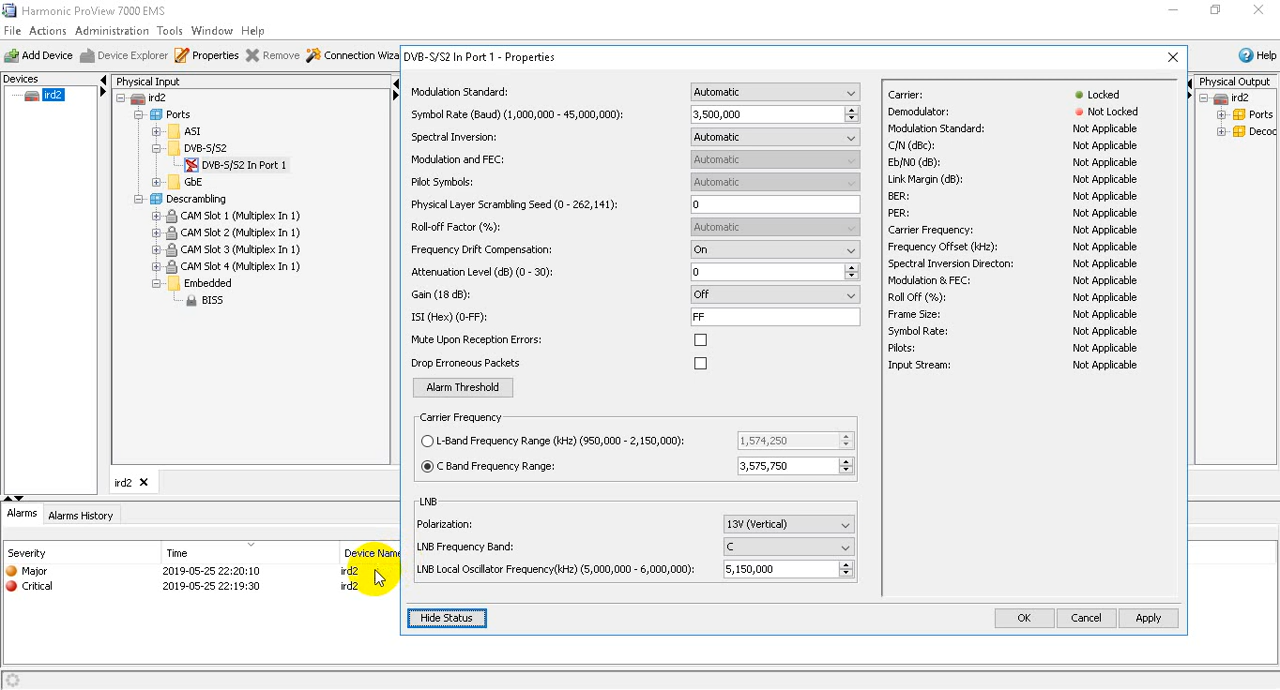 Harmonic ProView 7000 EMS
File Actions Administration Tools Window Help
Add Device Device Explorer Properties Remove Connection Wiza
Help
Devices
ird2
Physical Input
ird2
Ports
ASI
DVB-S/S2
DVB-S/S2 In Port 1
GbE
Descrambling
CAM Slot 1 (Multiplex In 1)
CAM Slot 2 (Multiplex In 1)
CAM Slot 3 (Multiplex In 1)
CAM Slot 4 (Multiplex In 1)
Embedded
BISS
ird2
DVB-S/S2 In Port 1 - Properties
Modulation Standard: Automatic
Symbol Rate (Baud) (1,000,000 - 45,000,000): 3,500,000
Spectral Inversion: Automatic
Modulation and FEC: Automatic
Pilot Symbols: Automatic
Physical Layer Scrambling Seed (0 - 262,141): 0
Roll-off Factor (%): Automatic
Frequency Drift Compensation: On
Attenuation Level (dB) (0 - 30): 0
Gain (18 dB): Off
ISI (Hex) (0-FF): FF
Mute Upon Reception Errors:
Drop Erroneous Packets
Alarm Threshold
Carrier Frequency
L-Band Frequency Range (kHz) (950,000 - 2,150,000): 1,574,250
C Band Frequency Range: 3,575,750
LNB
Polarization: 13V (Vertical)
LNB Frequency Band: C
LNB Local Oscillator Frequency(kHz) (5,000,000 - 6,000,000): 5,150,000
Carrier: Locked
Demodulator: Not Locked
Modulation Standard: Not Applicable
C/N (dBc): Not Applicable
Eb/N0 (dB): Not Applicable
Link Margin (dB): Not Applicable
BER: Not Applicable
PER: Not Applicable
Carrier Frequency: Not Applicable
Frequency Offset (kHz): Not Applicable
Spectral Inversion Directon: Not Applicable
Modulation & FEC: Not Applicable
Roll Off (%): Not Applicable
Frame Size: Not Applicable
Symbol Rate: Not Applicable
Pilots: Not Applicable
Input Stream: Not Applicable
Hide Status OK Cancel Apply
Physical Output
ird2
Ports
Decoc
Alarms Alarms History
Severity Time Device Name
Major 2019-05-25 22:20:10 ird2
Critical 2019-05-25 22:19:30 ird2